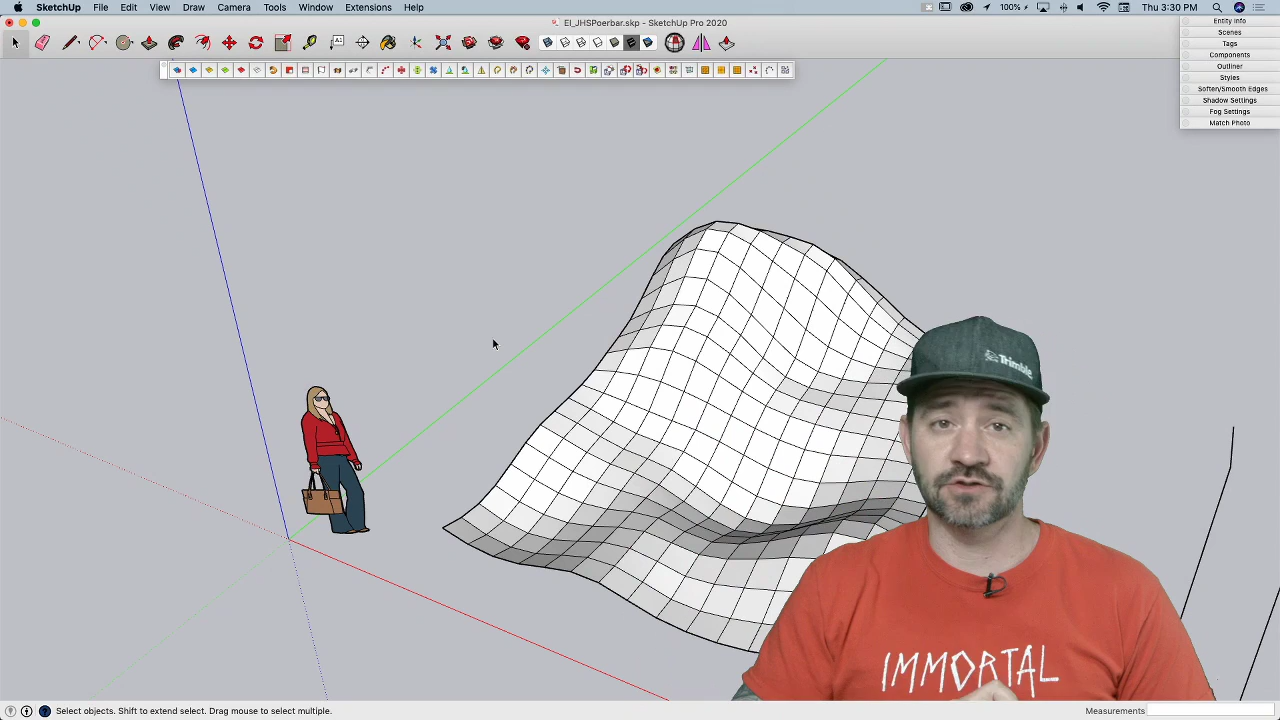 SketchUp File Edit View Draw Camera Tools Window Extensions Help
100% Thu 3:30 PM
EI_JHSPoerbar.skp - SketchUp Pro 2020
Entity Info
Scenes
Tags
Components
Outliner
Styles
Soften/Smooth Edges
Shadow Settings
Fog Settings
Match Photo
Trimble
IMMORTAL
Select objects. Shift to extend select. Drag mouse to select multiple.
Measurements